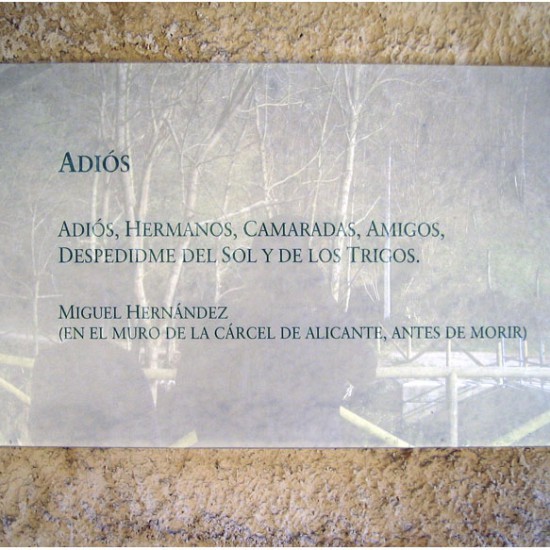 ADIÓS
ADIÓS, HERMANOS, CAMARADAS, AMIGOS,
DESPEDIDME DEL SOL Y DE LOS TRIGOS.
MIGUEL HERNÁNDEZ
(EN EL MURO DE LA CÁRCEL DE ALICANTE, ANTES DE MORIR)